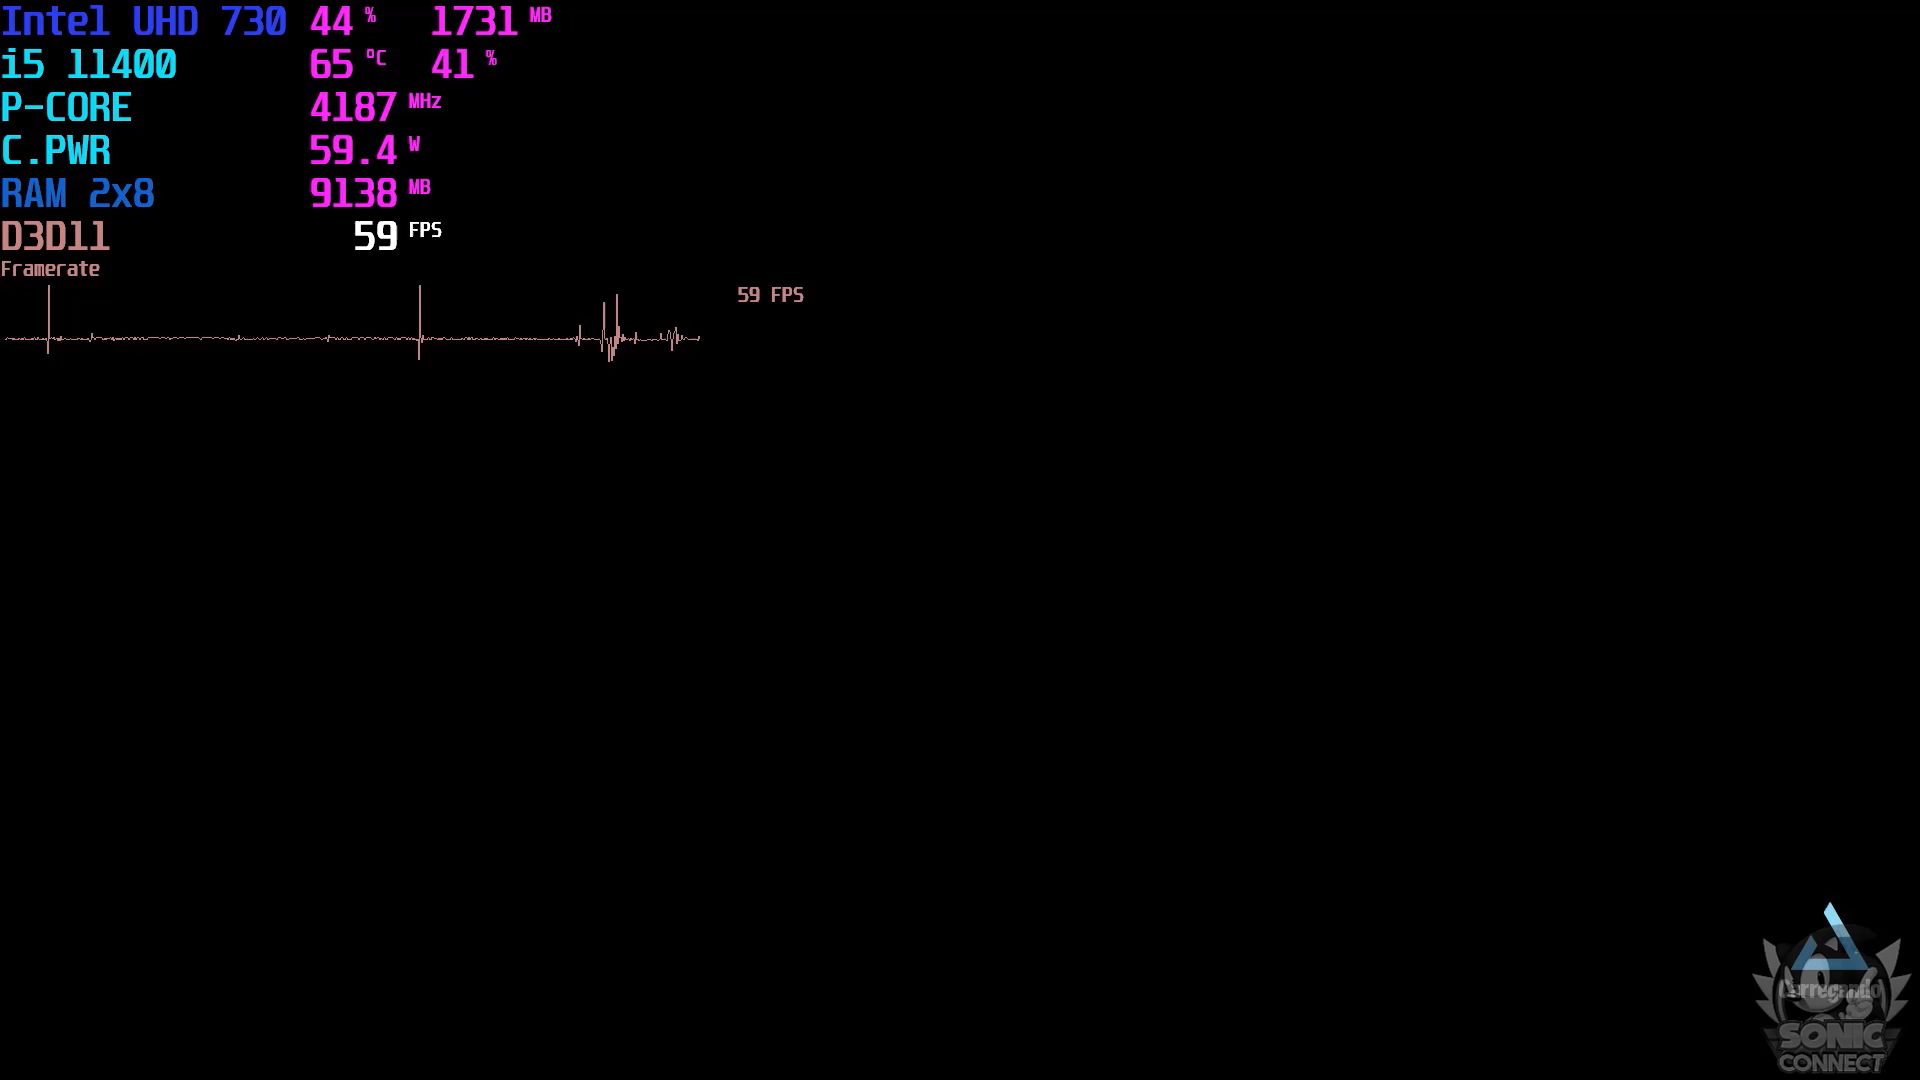 Intel UHD 730 44 % 1731 MB
i5 11400 65 °C 41 %
P-CORE 4187 MHz
C.PWR 59.4 W
RAM 2x8 9138 MB
D3D11 59 FPS
Framerate
59 FPS
Carregando
SONIC
CONNECT